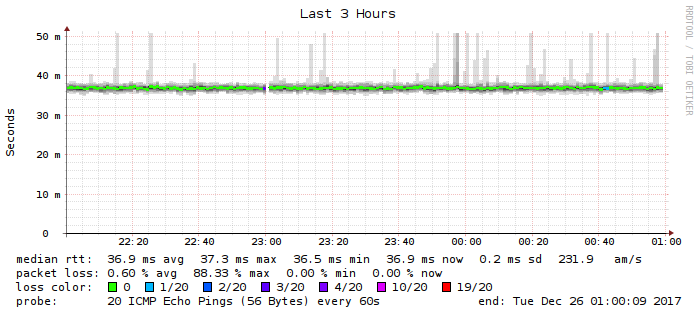 Last 3 Hours
RRDTOOL / TOBI OETIKER
Seconds
50 m
40 m
30 m
20 m
10 m
0
22:20 22:40 23:00 23:20 23:40 00:00 00:20 00:40 01:00
median rtt: 36.9 ms avg 37.3 ms max 36.5 ms min 36.9 ms now 0.2 ms sd 231.9 am/s
packet loss: 0.60 % avg 88.33 % max 0.00 % min 0.00 % now
loss color: 0 1/20 2/20 3/20 4/20 10/20 19/20
probe: 20 ICMP Echo Pings (56 Bytes) every 60s end: Tue Dec 26 01:00:09 2017